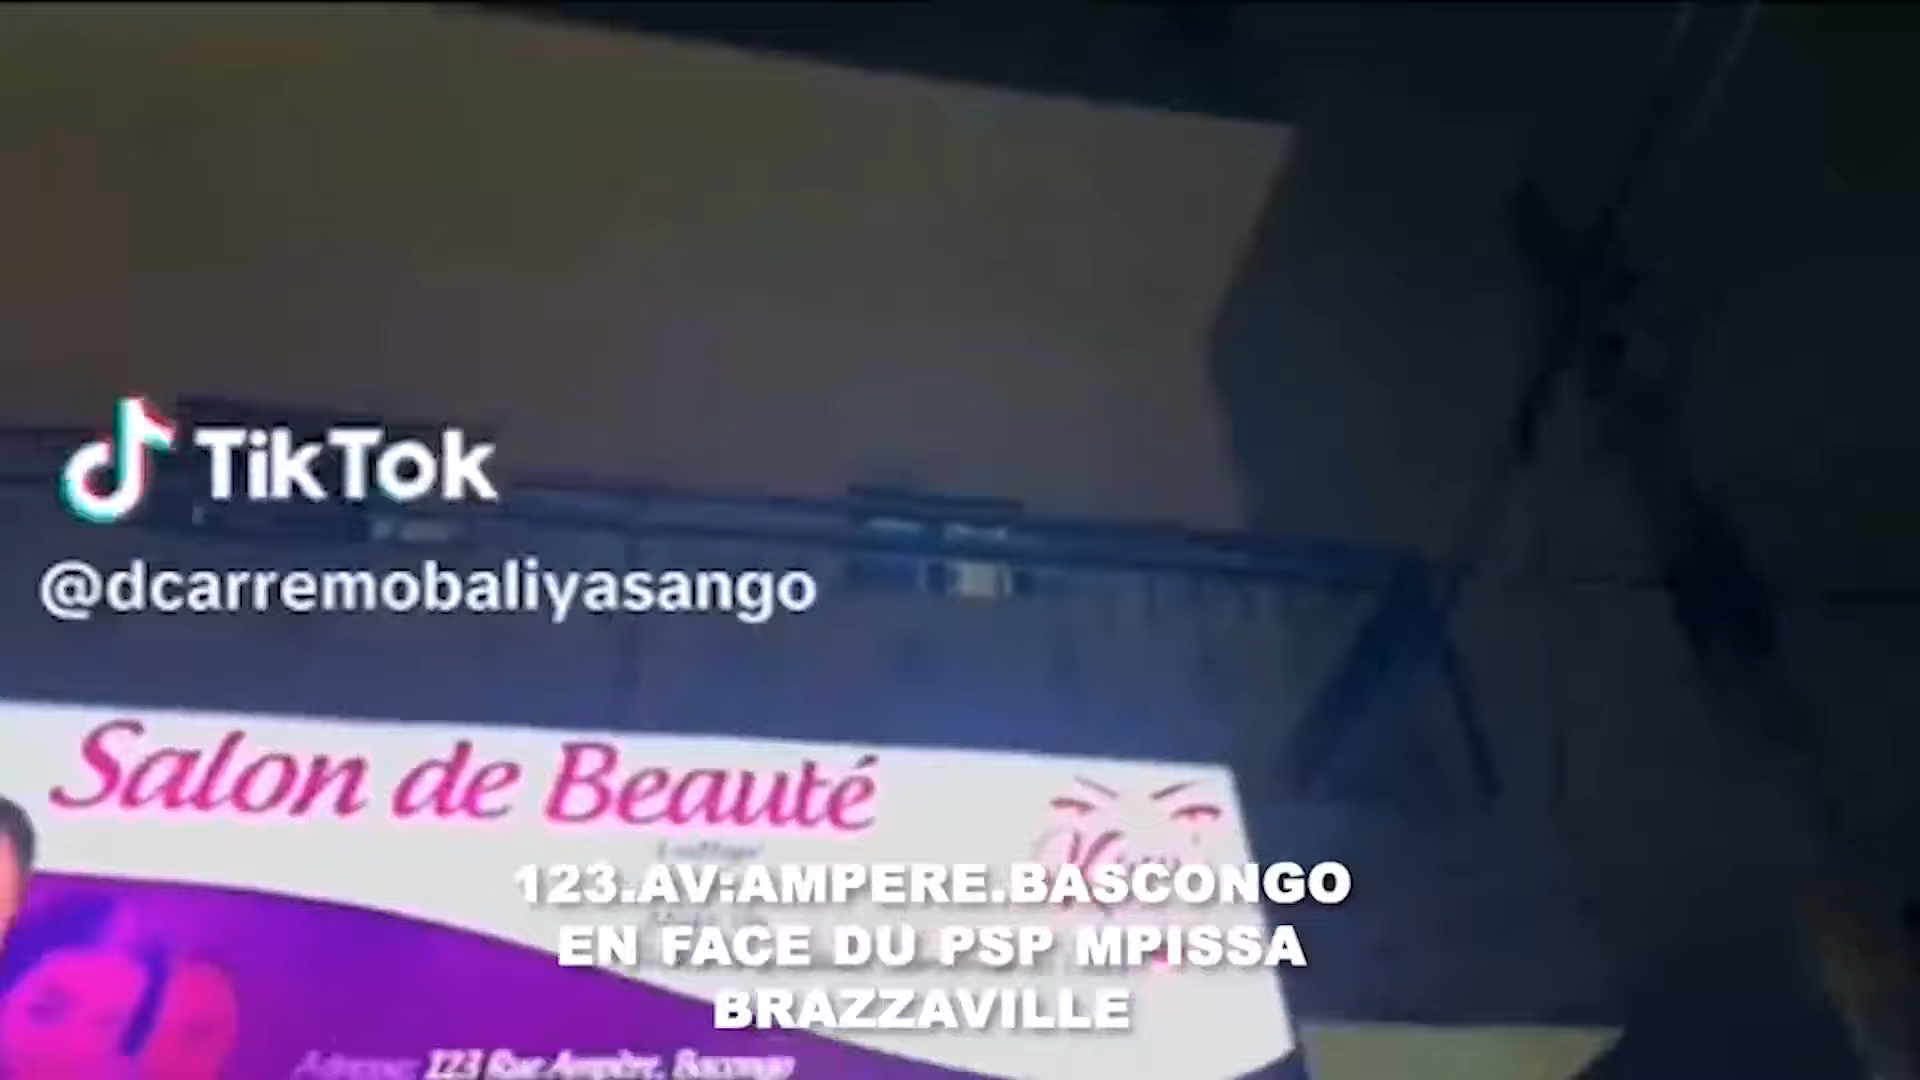 TikTok
@dcarremobaliyasango
Salon de Beauté
123.AV:AMPERE.BASCONGO
EN FACE DU PSP MPISSA
BRAZZAVILLE
Adresse: 123 Rue Ampère, Bacongo